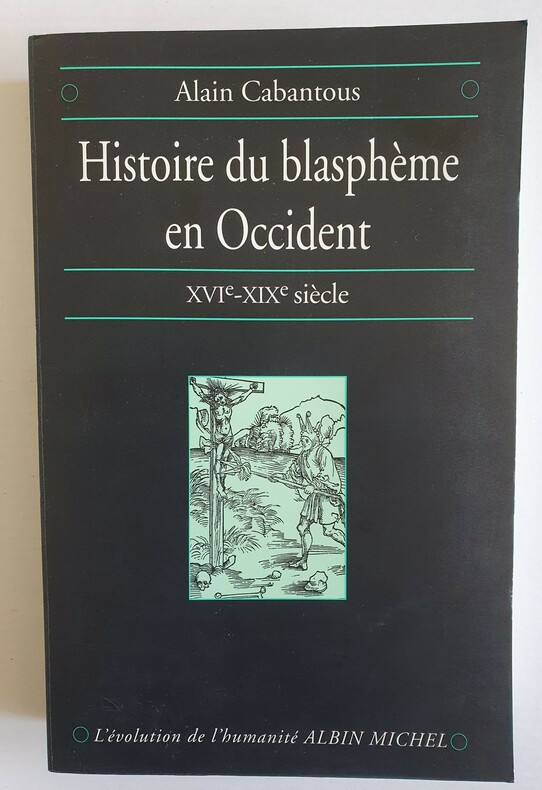 Alain Cabantous
Histoire du blasphème
en Occident
XVIe-XIXe siècle
L'évolution de l'humanité ALBIN MICHEL